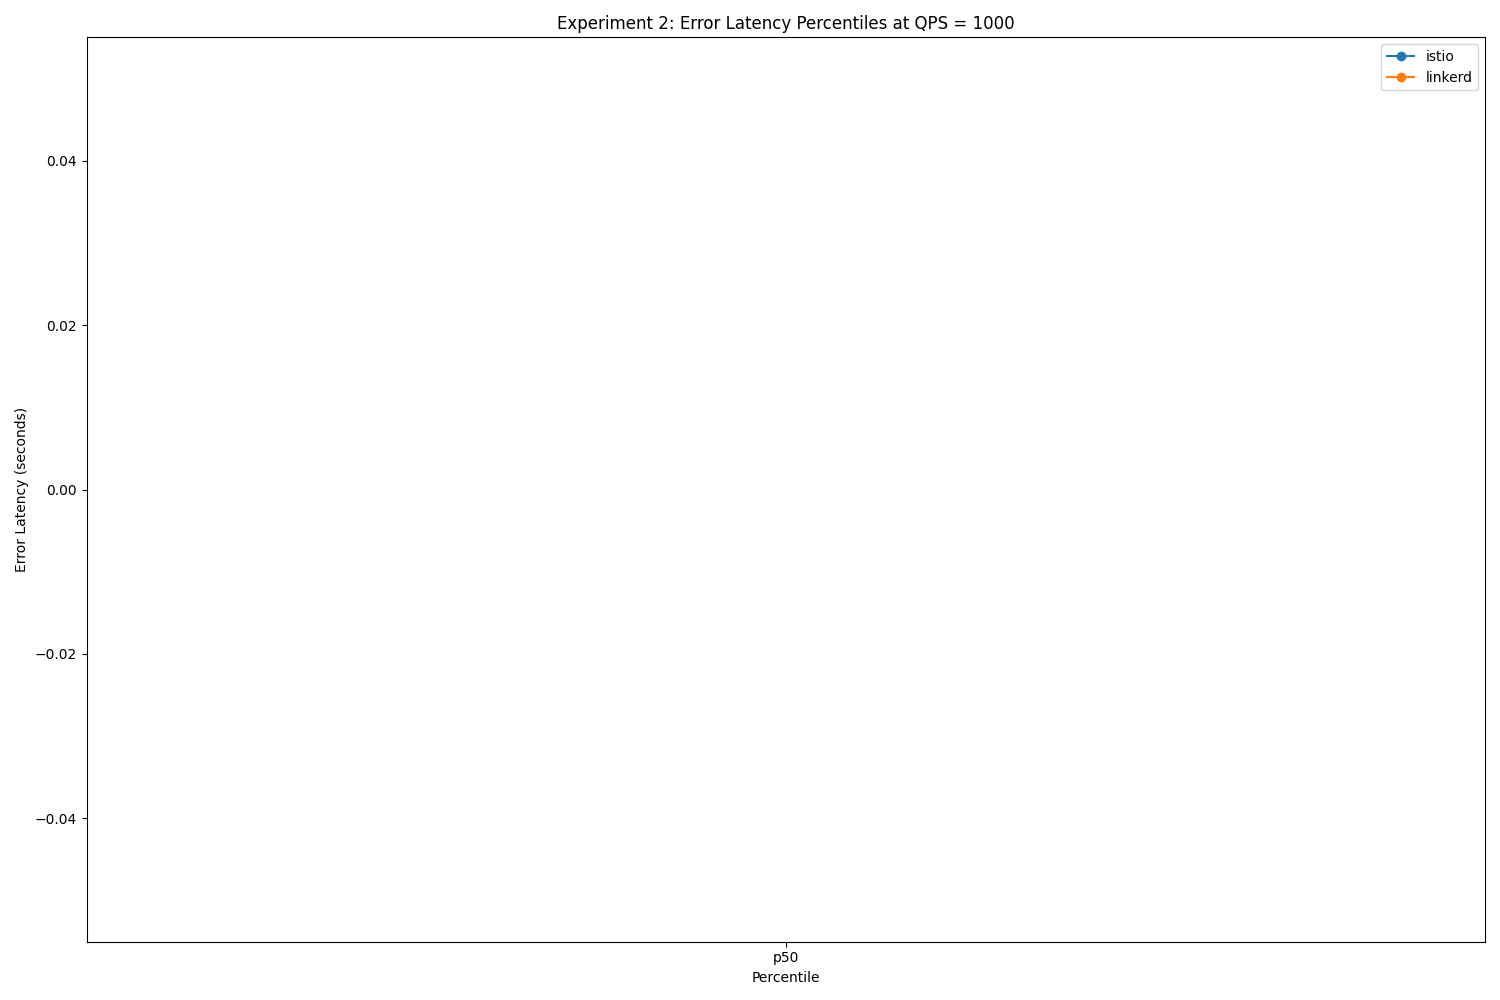 Experiment 2: Error Latency Percentiles at QPS = 1000
istio
linkerd
0.04
0.02
0.00
−0.02
−0.04
Error Latency (seconds)
p50
Percentile